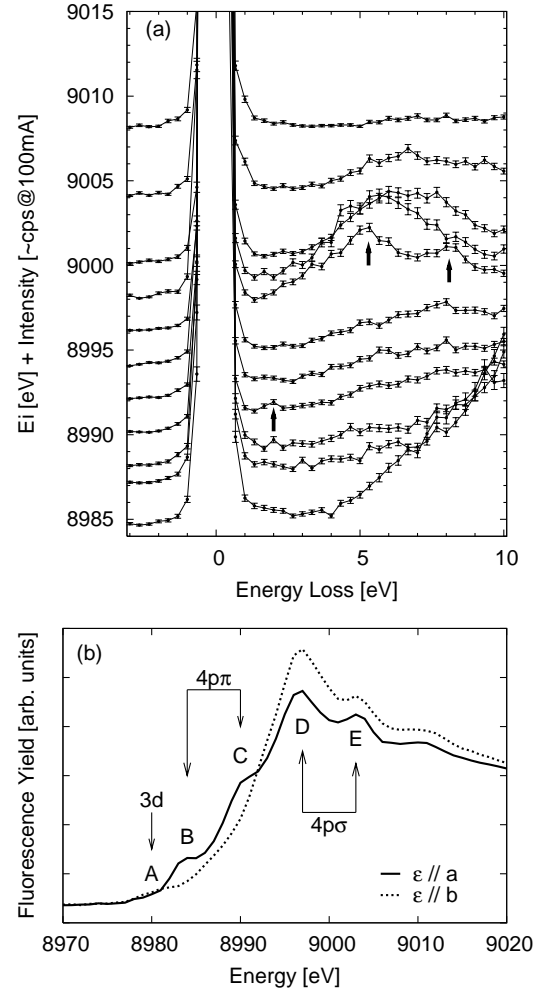 (a)
9015
9010
9005
9000
8995
8990
8985
Ei [eV] + Intensity [~cps@100mA]
0 5 10
Energy Loss [eV]
(b)
4pπ
C
D
E
3d
B
A
4pσ
ε // a
ε // b
Fluorescence Yield [arb. units]
8970 8980 8990 9000 9010 9020
Energy [eV]